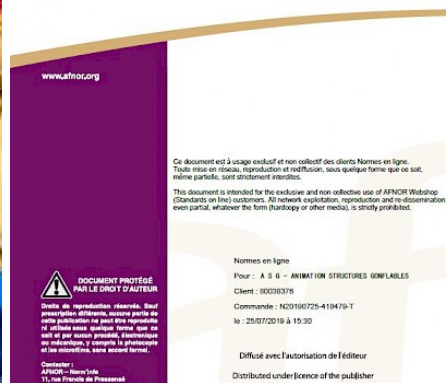 www.afnor.org
Ce document est à usage exclusif et non collectif des clients Normes en ligne.
Toute mise en réseau, reproduction et rediffusion, sous quelque forme que ce soit,
même partielle, sont strictement interdites.
This document is intended for the exclusive and non collective use of AFNOR Webshop
(Standards on line) customers. All network exploitation, reproduction and re-dissemination,
even partial, whatever the form (hardcopy or other media), is strictly prohibited.
Normes en ligne
Pour : A S G - ANIMATION STRUCTURES GONFLABLES
Client : 80038376
Commande : N20190725-418479-T
le : 25/07/2019 à 15:30
Diffusé avec l'autorisation de l'éditeur
Distributed under licence of the publisher
DOCUMENT PROTÉGÉ
PAR LE DROIT D'AUTEUR
Droits de reproduction réservés. Sauf
prescription différente, aucune partie de
cette publication ne peut être reproduite
ni utilisée sous quelque forme que ce
soit et par aucun procédé, électronique
ou mécanique, y compris la photocopie
et les microfilms, sans accord formel.
Contacter :
AFNOR – Norm'Info
11, rue Francis de Pressensé